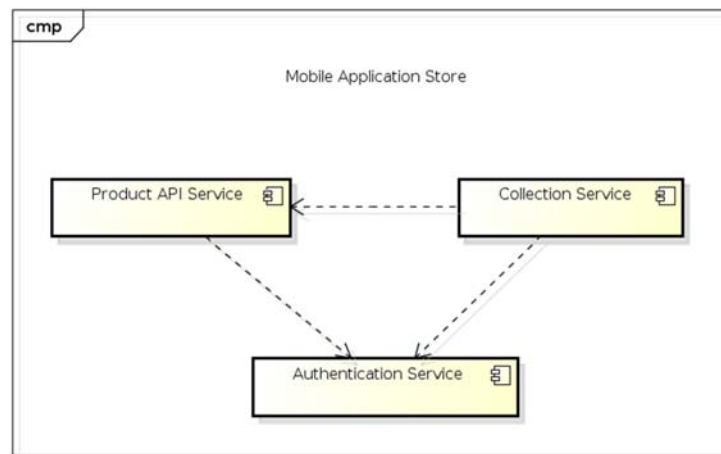 cmp
Mobile Application Store
Product API Service
Collection Service
Authentication Service